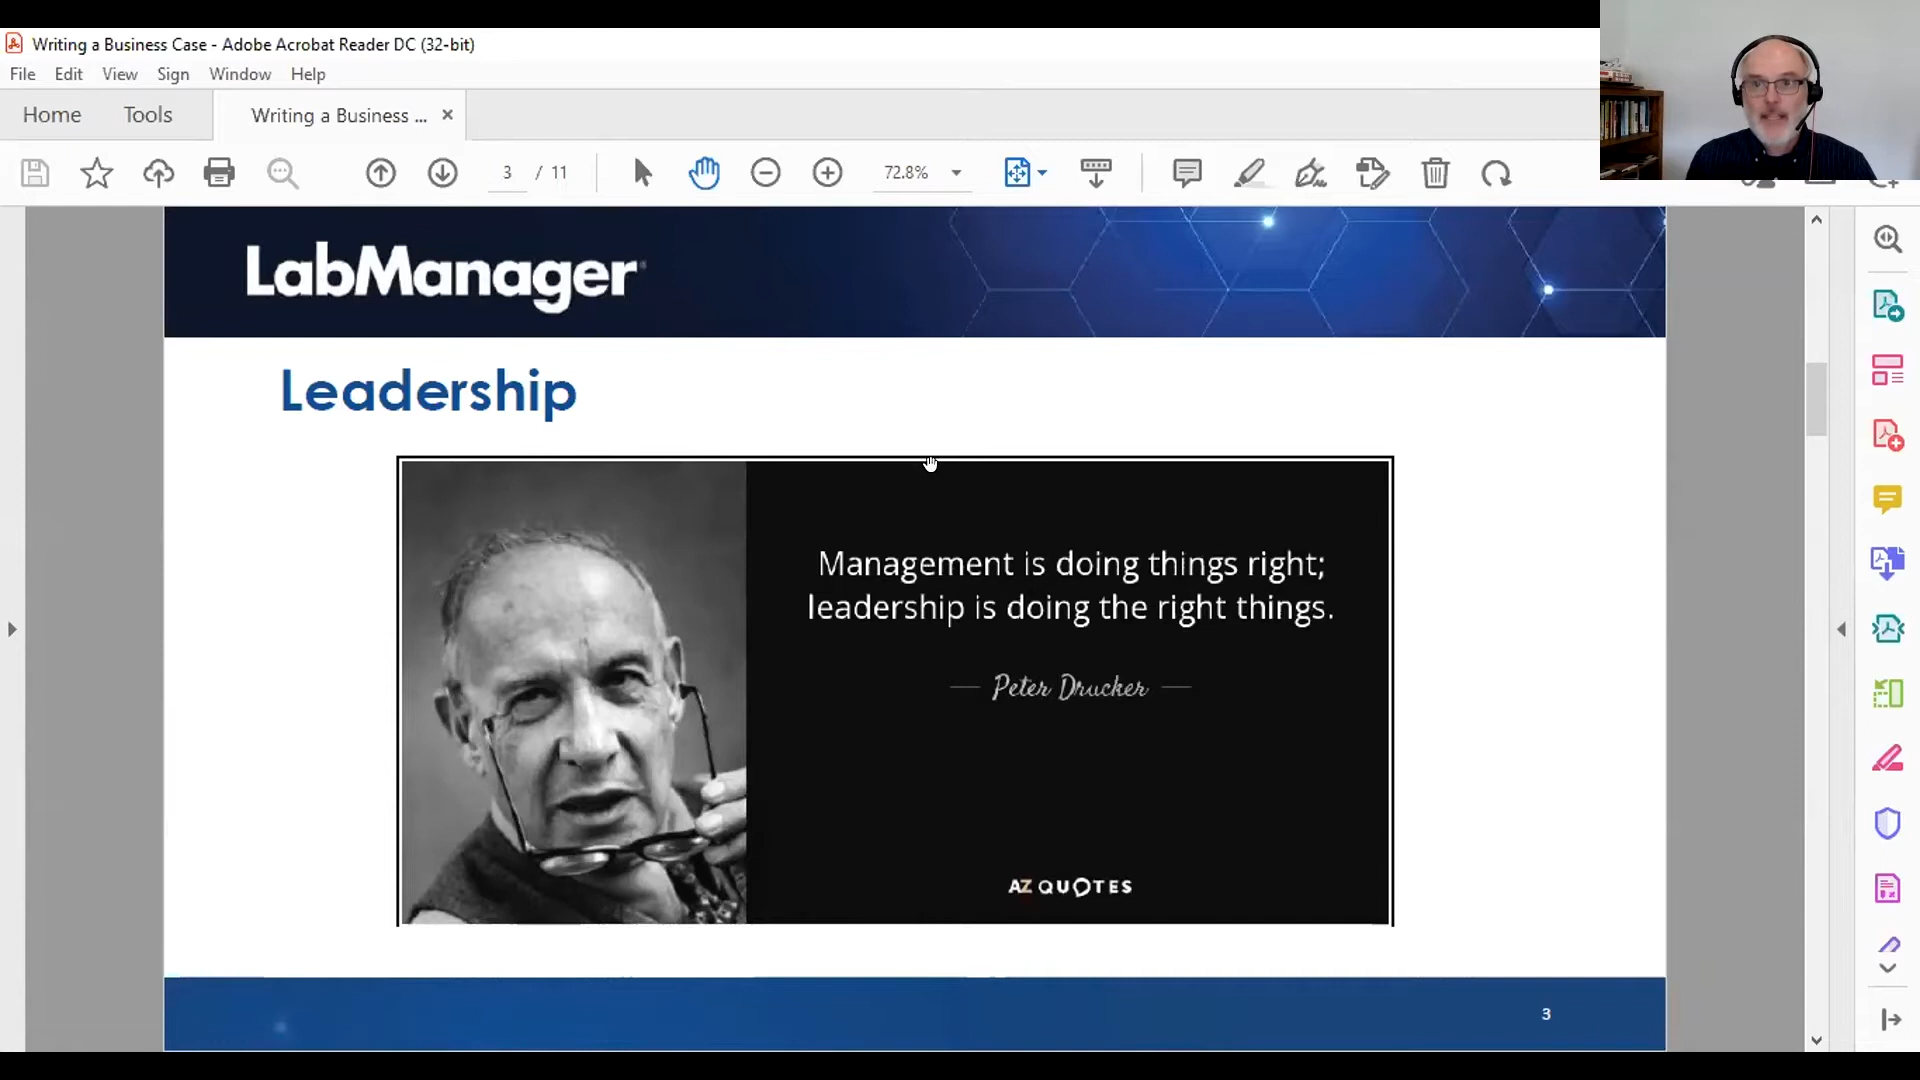 Writing a Business Case - Adobe Acrobat Reader DC (32-bit)
File Edit View Sign Window Help
Home Tools Writing a Business ...
3 / 11 72.8%
LabManager
Leadership
Management is doing things right;
leadership is doing the right things.
Peter Drucker
AZ QUOTES
3